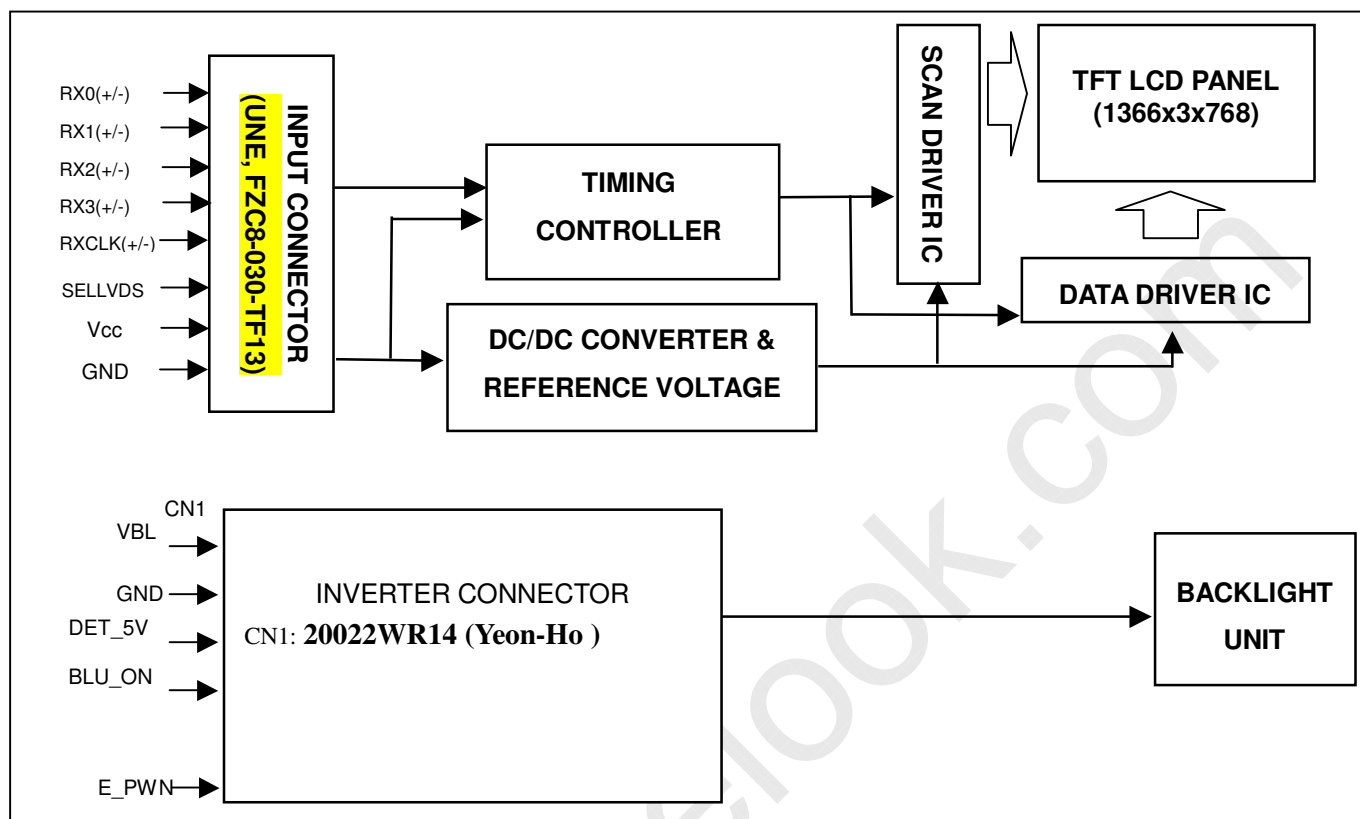 RX0(+/-)
RX1(+/-)
RX2(+/-)
RX3(+/-)
RXCLK(+/-)
SELLVDS
Vcc
GND
INPUT CONNECTOR
(UNE, FZC8-030-TF13)
TIMING
CONTROLLER
DC/DC CONVERTER &
REFERENCE VOLTAGE
SCAN DRIVER IC
TFT LCD PANEL
(1366x3x768)
DATA DRIVER IC
CN1
VBL
GND
DET_5V
BLU_ON
E_PWN
INVERTER CONNECTOR
CN1: 20022WR14 (Yeon-Ho )
BACKLIGHT
UNIT
elook.com